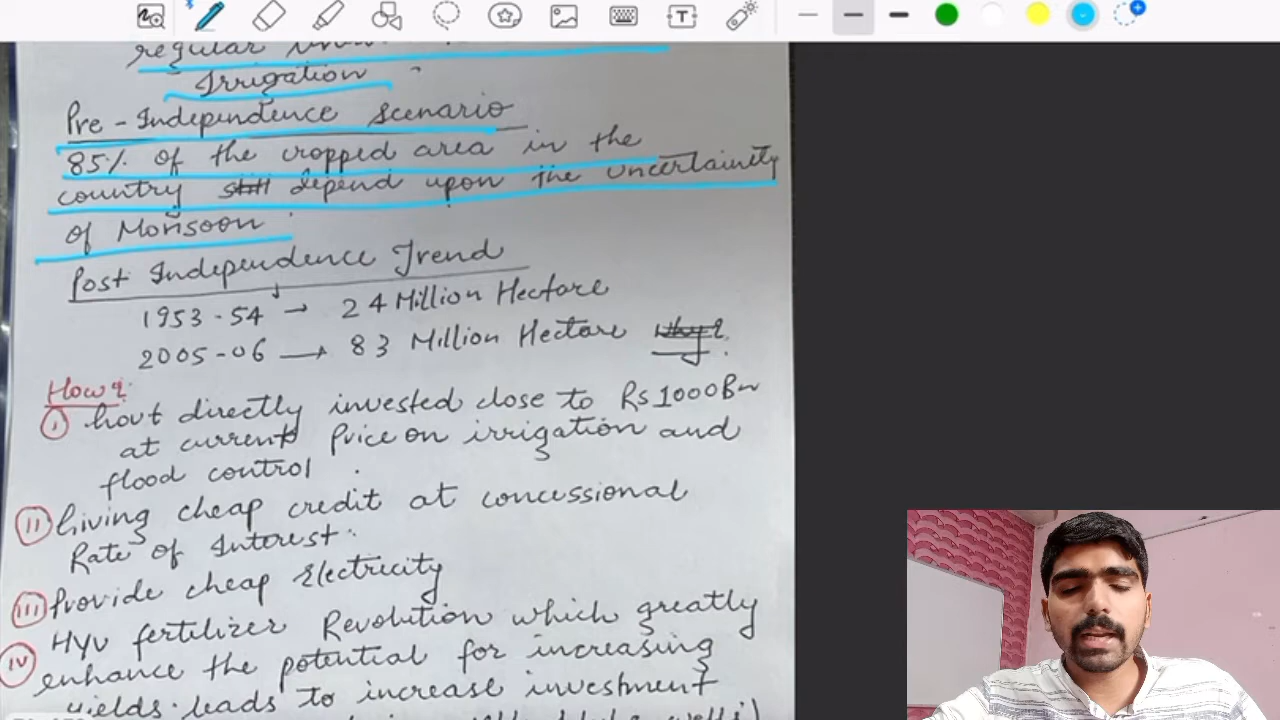 regular
Irrigation
Pre-Independence Scenario
85% of the cropped area in the
country still depend upon the uncertainity
of Monsoon
Post Independence Trend
1953-54 → 24 Million Hectare
2005-06 → 83 Million Hectare Why?
How?
(i) Govt directly invested close to Rs 1000Bn
at current Price on irrigation and
flood control.
(ii) Giving cheap credit at concessional
Rate of Interest.
(iii) Provide cheap Electricity
(iv) HYV fertilizer Revolution which greatly
enhance the potential for increasing
yields. leads to increase investment